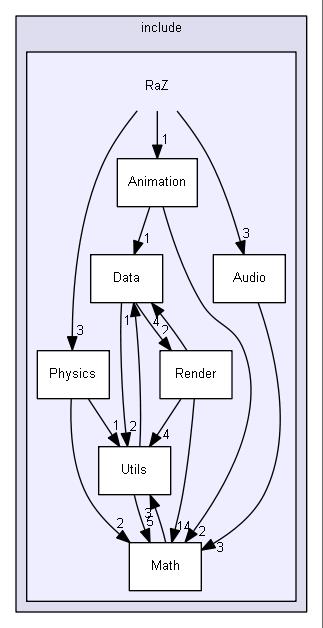 include
RaZ
1
Animation
1
3
Data
Audio
1
4
2
3
Physics
Render
1
2
4
Utils
3
5
2
14
2
3
Math